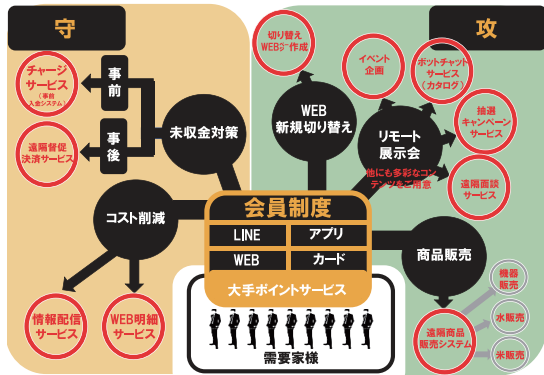 守
攻
チャージ
サービス
(事前
入金システム)
事前
遠隔督促
決済サービス
事後
未収金対策
コスト削減
情報配信
サービス
WEB明細
サービス
切り替え
作成
WEB
新規切り替え
イベント
企画
ボットチャット
サービス
(カタログ)
リモート
展示会
他にも多彩なコン
テンツをご用意
抽選
キャンペーン
サービス
遠隔面談
サービス
会員制度
LINE
アプリ
WEB
カード
大手ポイントサービス
需要家様
商品販売
遠隔商品
販売システム
機器
販売
水販売
米販売